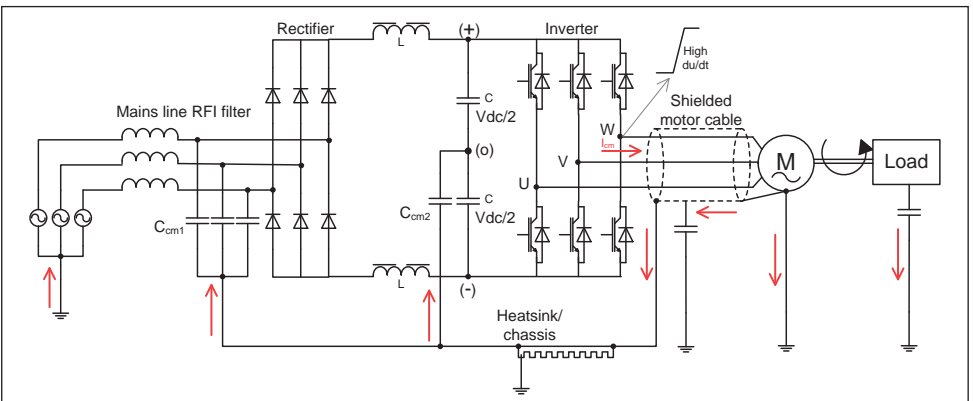 Rectifier
L
(+)
Inverter
High
du/dt
Mains line RFI filter
C
Vdc/2
Shielded
motor cable
W
Icm
(o)
V
M
Load
U
Ccm1
Ccm2
C
Vdc/2
L
(-)
Heatsink/
chassis